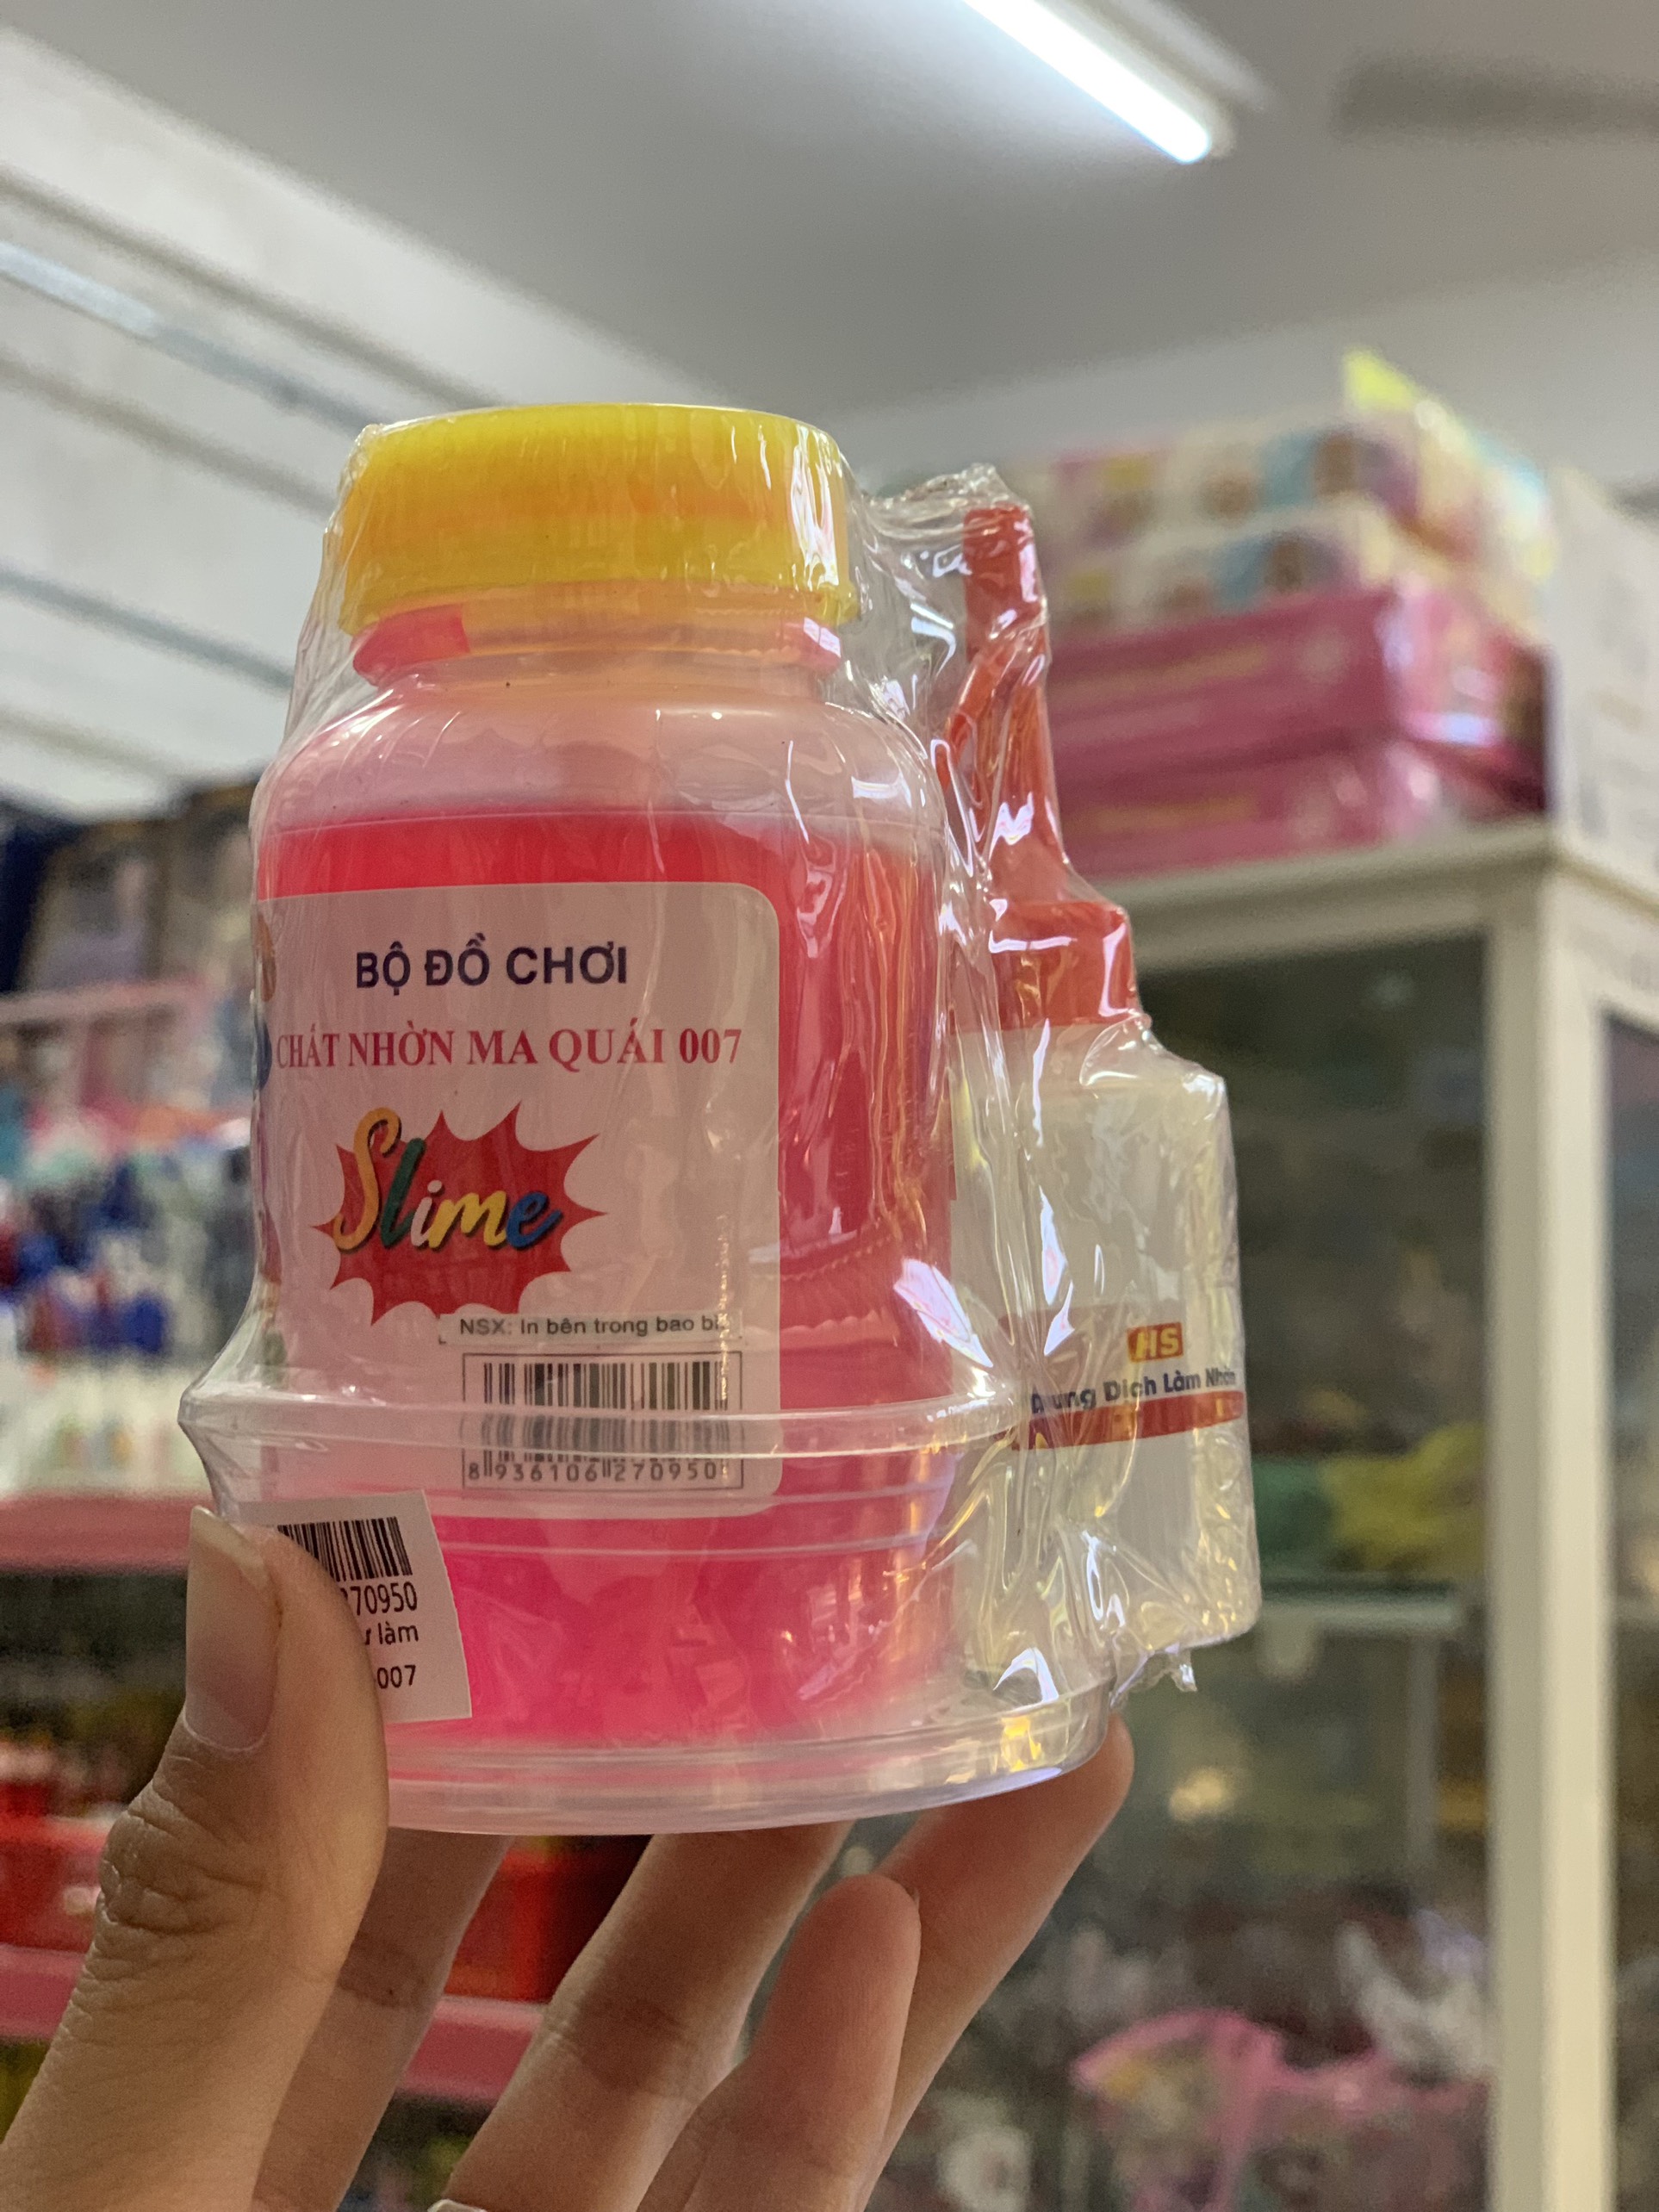 BỘ ĐỒ CHƠI
CHẤT NHỜN MA QUÁI 007
Slime
NSX: In bên trong bao bì
8 936106 270950
HS
Dung Dịch Làm Nhờn
270950
làm
-007